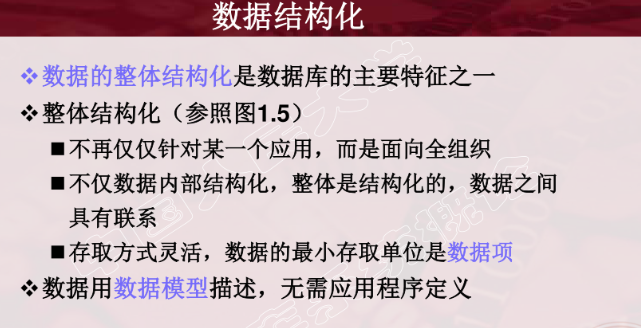 数据结构化
❖数据的整体结构化是数据库的主要特征之一
❖整体结构化（参照图1.5）
■不再仅仅针对某一个应用，而是面向全组织
■不仅数据内部结构化，整体是结构化的，数据之间
具有联系
■存取方式灵活，数据的最小存取单位是数据项
❖数据用数据模型描述，无需应用程序定义